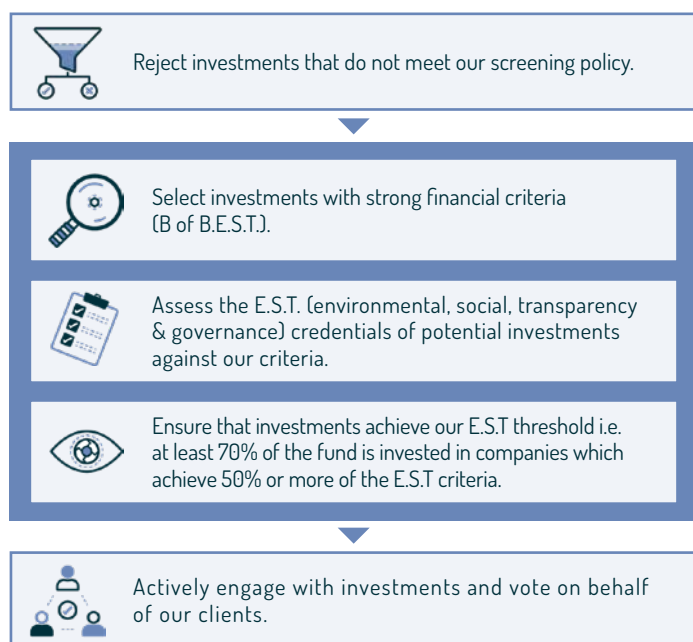 Reject investments that do not meet our screening policy.
Select investments with strong financial criteria
(B of B.E.S.T.).
Assess the E.S.T. (environmental, social, transparency
& governance) credentials of potential investments
against our criteria.
Ensure that investments achieve our E.S.T threshold i.e.
at least 70% of the fund is invested in companies which
achieve 50% or more of the E.S.T criteria.
Actively engage with investments and vote on behalf
of our clients.